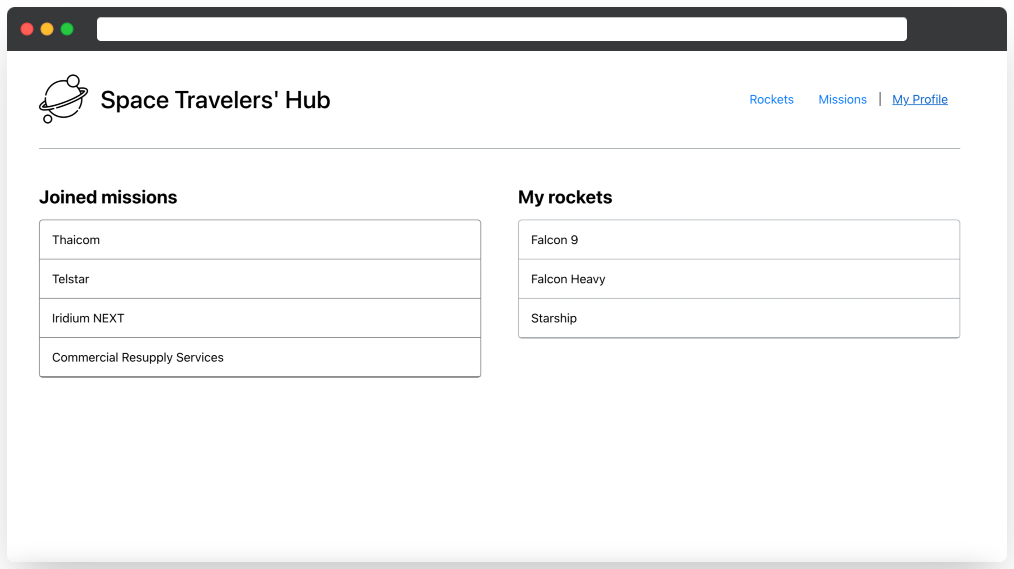 Space Travelers' Hub
Rockets Missions | My Profile
Joined missions
Thaicom
Telstar
Iridium NEXT
Commercial Resupply Services
My rockets
Falcon 9
Falcon Heavy
Starship